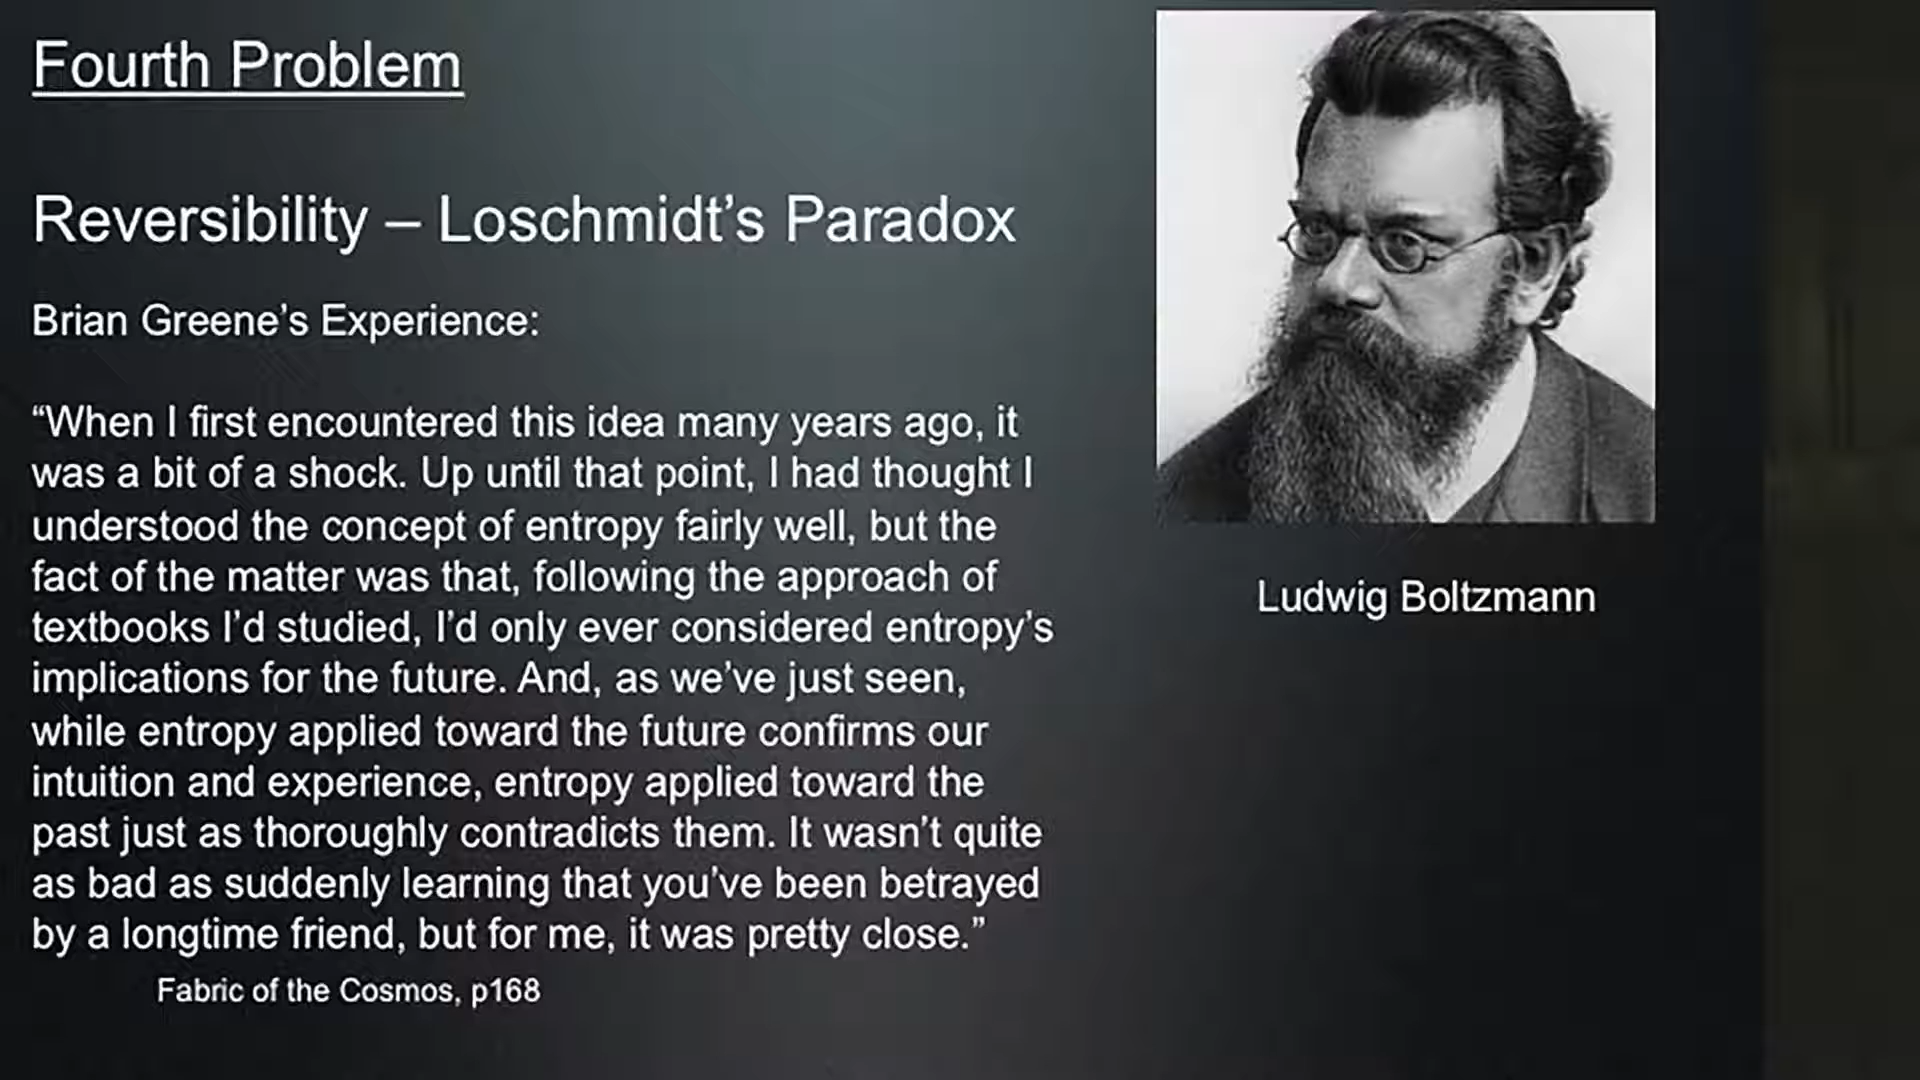 Fourth Problem
Reversibility – Loschmidt’s Paradox
Brian Greene’s Experience:
“When I first encountered this idea many years ago, it
was a bit of a shock. Up until that point, I had thought I
understood the concept of entropy fairly well, but the
fact of the matter was that, following the approach of
textbooks I’d studied, I’d only ever considered entropy’s
implications for the future. And, as we’ve just seen,
while entropy applied toward the future confirms our
intuition and experience, entropy applied toward the
past just as thoroughly contradicts them. It wasn’t quite
as bad as suddenly learning that you’ve been betrayed
by a longtime friend, but for me, it was pretty close.”
Fabric of the Cosmos, p168
Ludwig Boltzmann